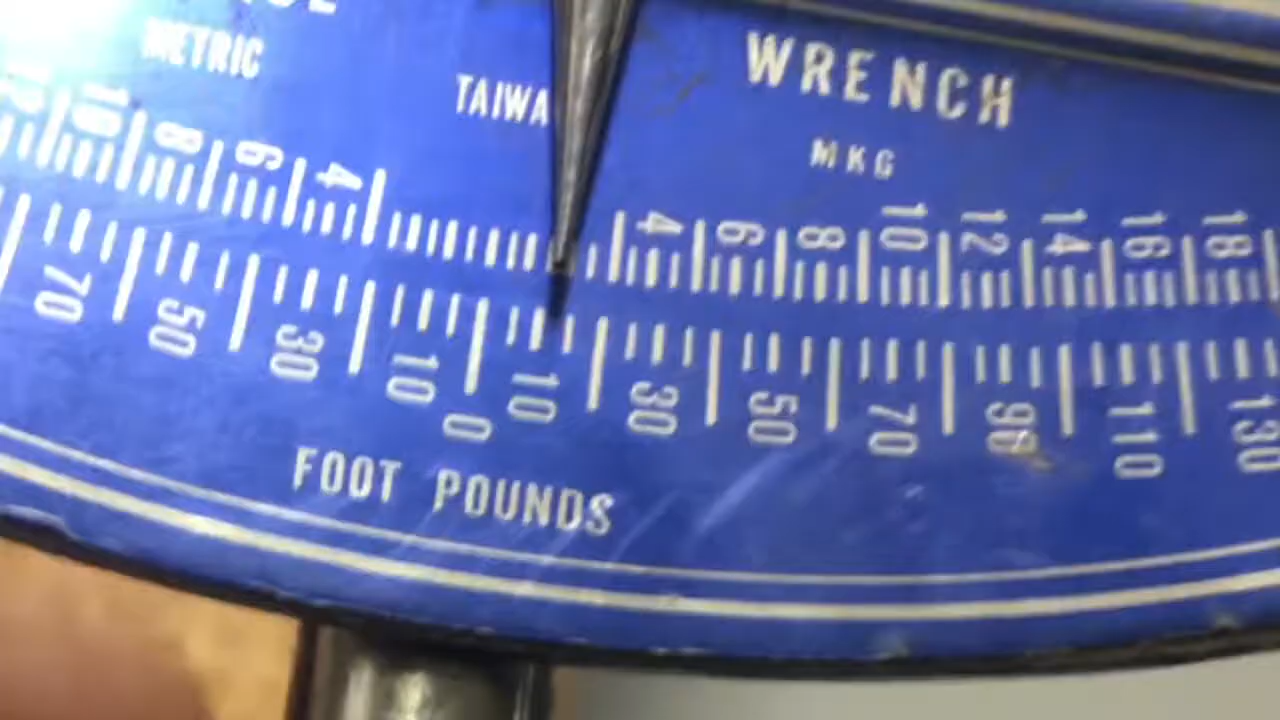 METRIC
TAIWA
WRENCH
MKG
12 10 8 6 4 4 6 8 10 12 14 16 18
70 50 30 10 0 10 30 50 70 90 110 130
FOOT POUNDS